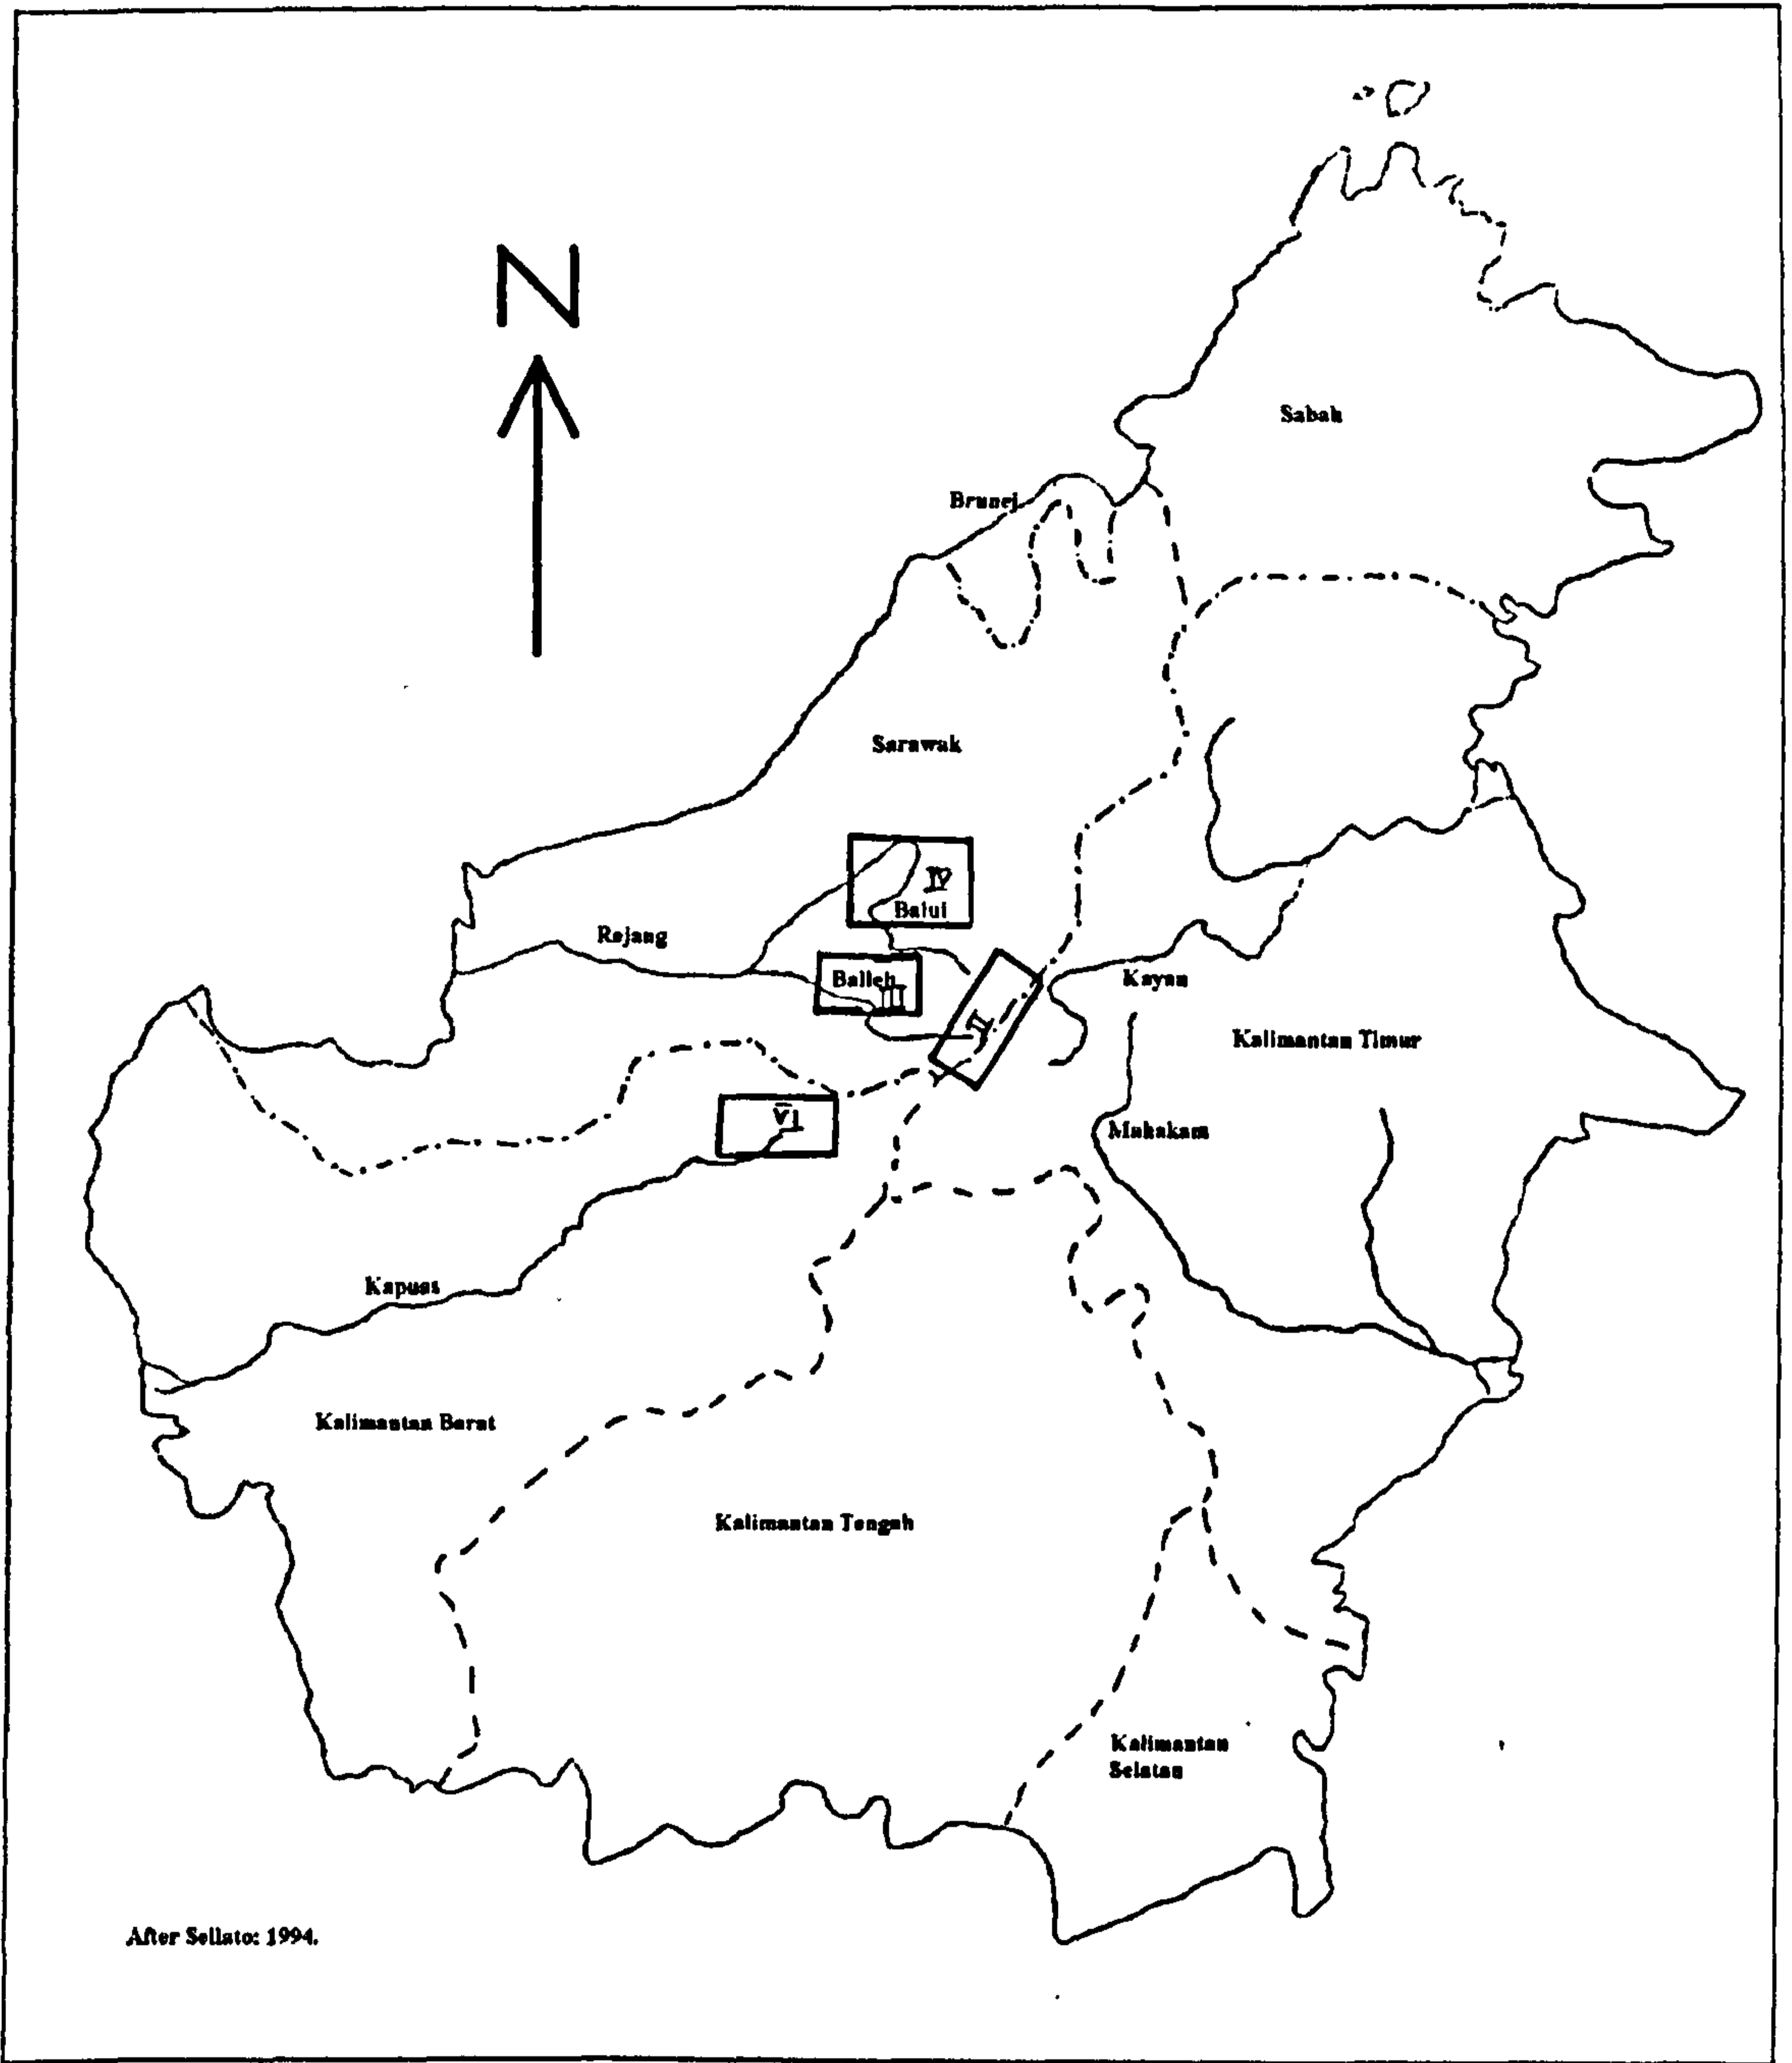 N
Sabah
Brunei
Sarawak
IV
Balui
Rejang
Balleh
III
II
Kayan
Kalimantan Timur
VI
Mahakam
Kapuas
Kalimantan Barat
Kalimantan Tengah
Kalimantan
Selatan
After Sellato: 1994.